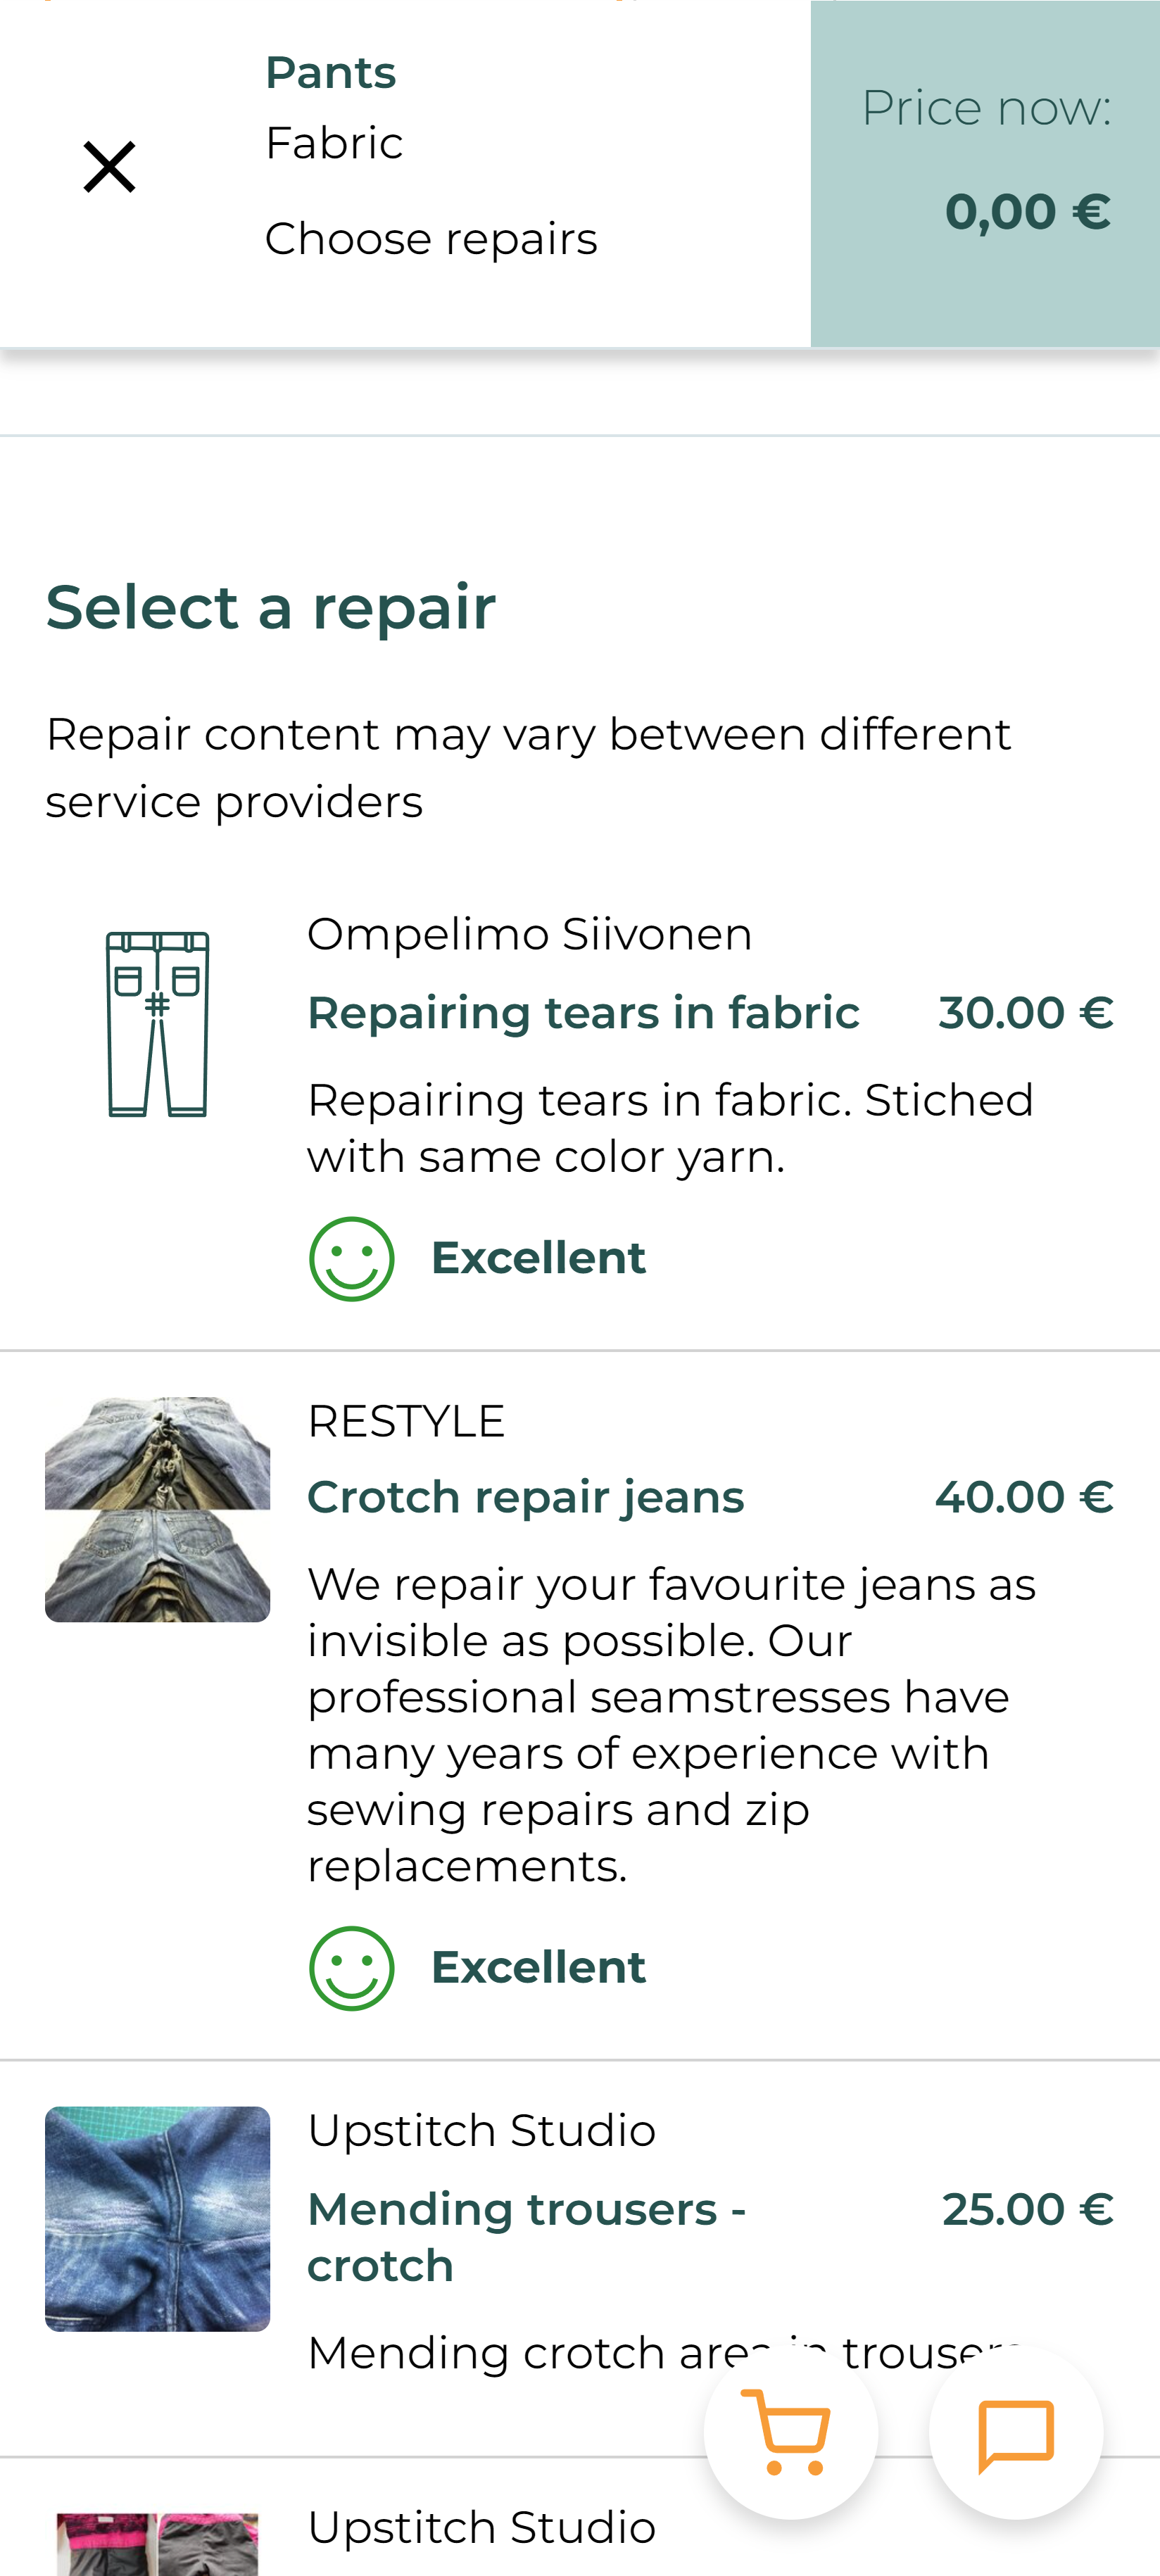 Pants
Fabric
Choose repairs
Price now:
0,00 €
Select a repair
Repair content may vary between different
service providers
Ompelimo Siivonen
Repairing tears in fabric 30.00 €
Repairing tears in fabric. Stiched
with same color yarn.
Excellent
RESTYLE
Crotch repair jeans 40.00 €
We repair your favourite jeans as
invisible as possible. Our
professional seamstresses have
many years of experience with
sewing repairs and zip
replacements.
Excellent
Upstitch Studio
Mending trousers - 25.00 €
crotch
Mending crotch area in trousers
Upstitch Studio